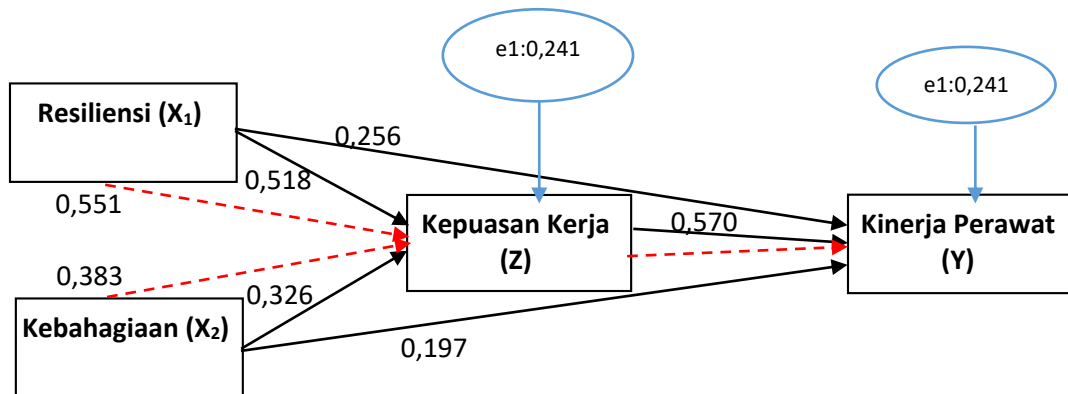 e1:0,241
e1:0,241
Resiliensi (X₁)
0,256
0,518
0,551
Kepuasan Kerja
(Z)
0,570
Kinerja Perawat
(Y)
0,383
0,326
Kebahagiaan (X₂)
0,197